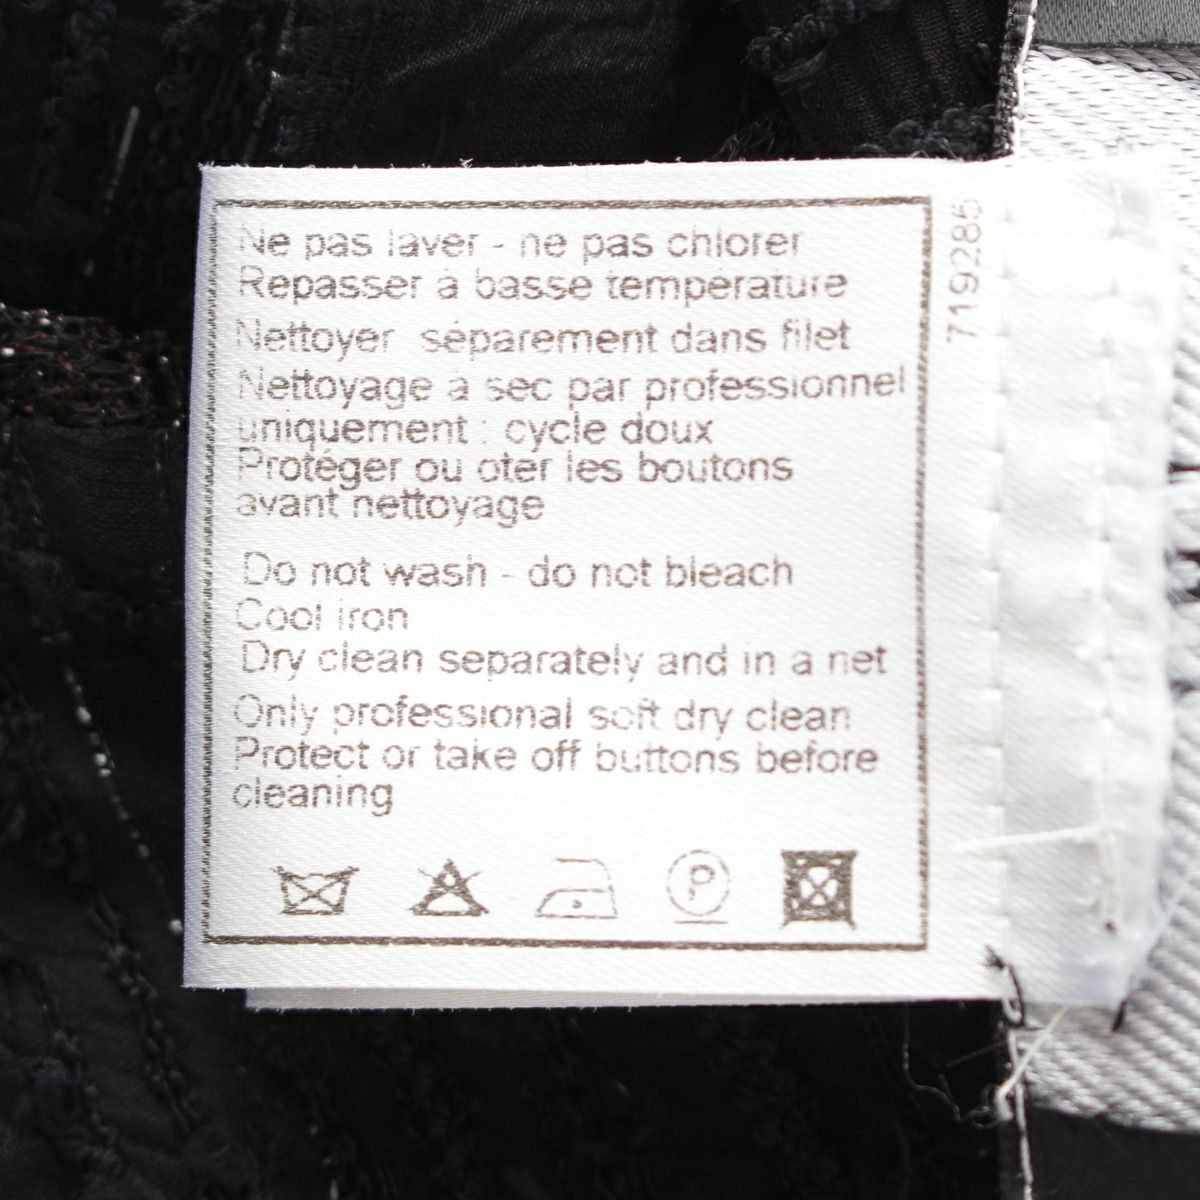 Ne pas laver - ne pas chlorer
Repasser à basse température
Nettoyer séparement dans filet
Nettoyage à sec par professionnel
uniquement : cycle doux
Protéger ou oter les boutons
avant nettoyage
Do not wash - do not bleach
Cool iron
Dry clean separately and in a net
Only professional soft dry clean
Protect or take off buttons before
cleaning
P
719285